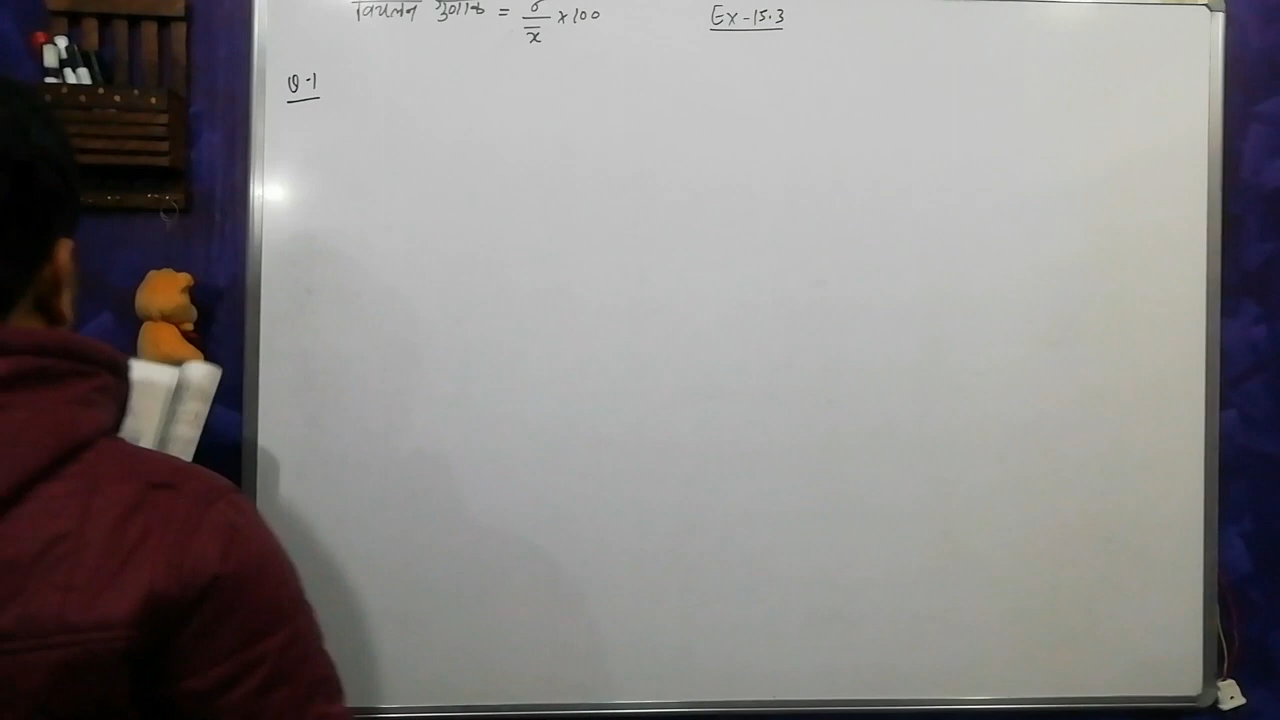 विचलन गुणांक = σ/x̄ × 100
Ex-15.3
Q-1